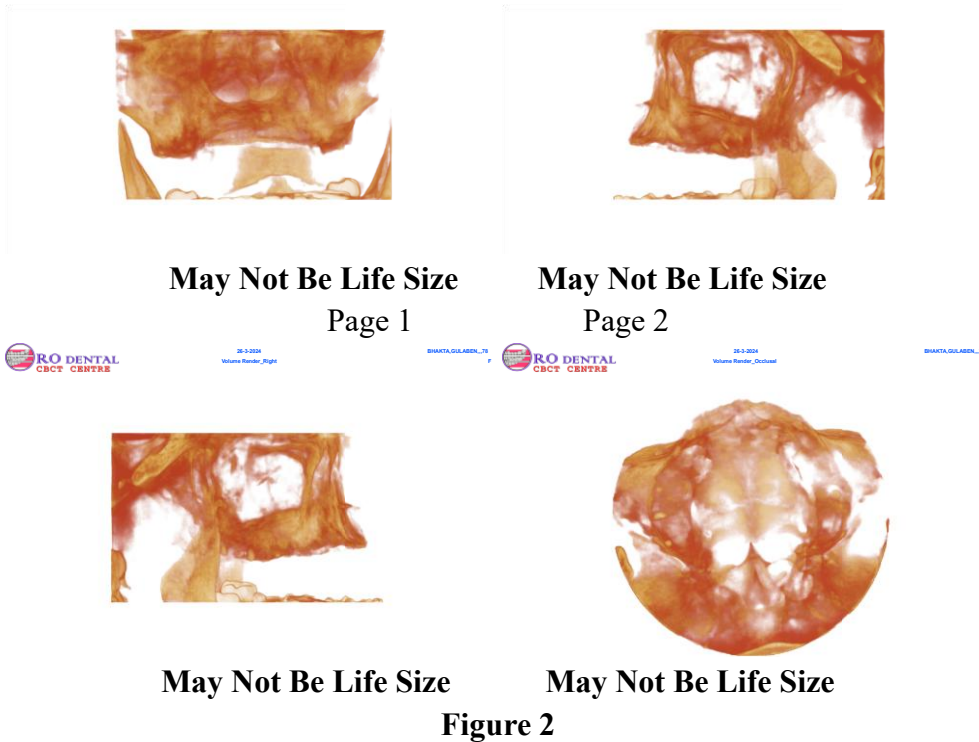 May Not Be Life Size May Not Be Life Size
Page 1 Page 2
RO DENTAL
CBCT CENTRE
26-3-2024
Volume Render_Right
BHAKTA,GULABEN,,,78
F
RO DENTAL
CBCT CENTRE
26-3-2024
Volume Render_Occlusal
BHAKTA,GULABEN,,,
May Not Be Life Size May Not Be Life Size
Figure 2